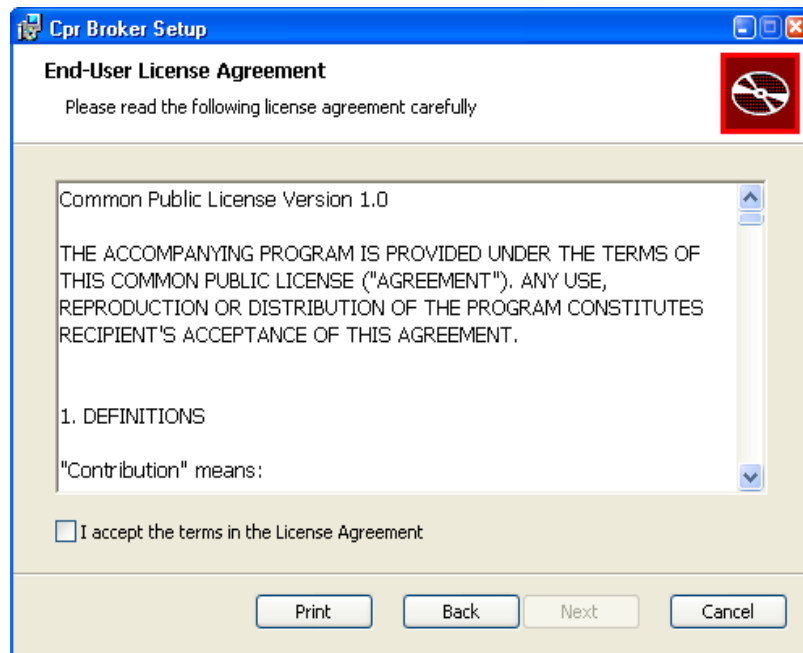 Cpr Broker Setup
End-User License Agreement
Please read the following license agreement carefully
Common Public License Version 1.0
THE ACCOMPANYING PROGRAM IS PROVIDED UNDER THE TERMS OF
THIS COMMON PUBLIC LICENSE ("AGREEMENT"). ANY USE,
REPRODUCTION OR DISTRIBUTION OF THE PROGRAM CONSTITUTES
RECIPIENT'S ACCEPTANCE OF THIS AGREEMENT.
1. DEFINITIONS
"Contribution" means:
I accept the terms in the License Agreement
Print Back Next Cancel